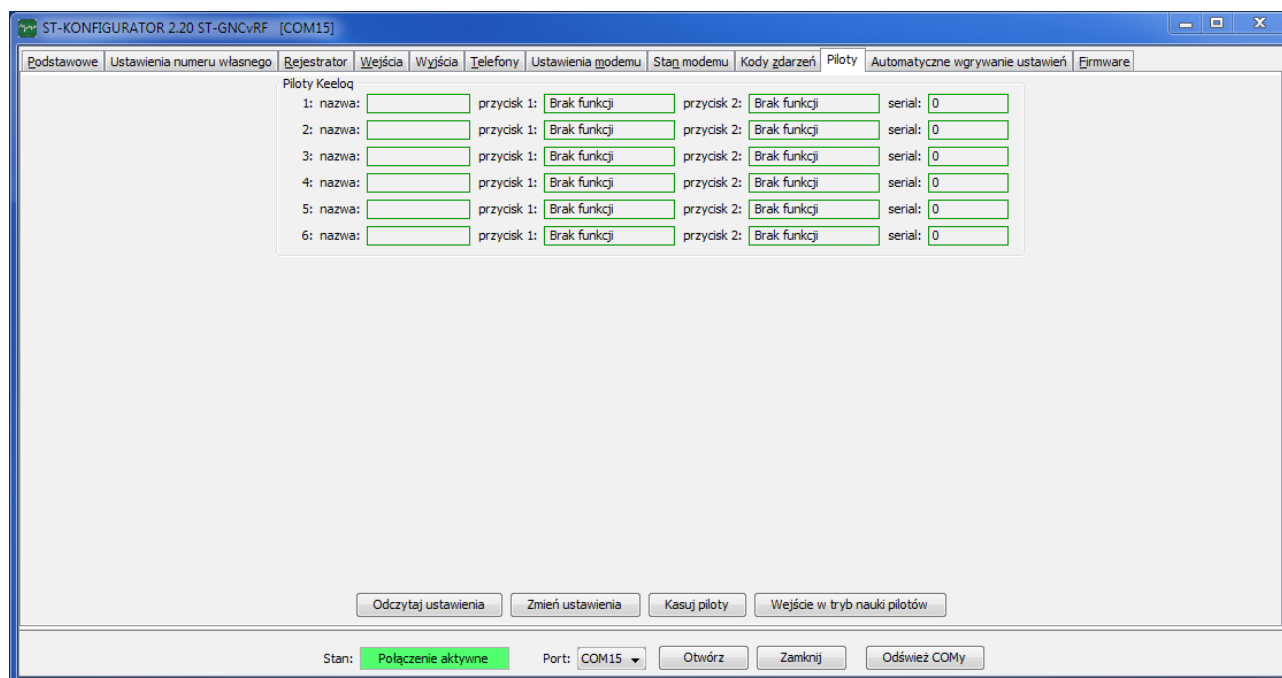 ST-KONFIGURATOR 2.20 ST-GNCvRF [COM15]
Podstawowe Ustawienia numeru własnego Rejestrator Wejścia Wyjścia Telefony Ustawienia modemu Stan modemu Kody zdarzeń Piloty Automatyczne wgrywanie ustawień Firmware
Piloty Keeloq
1: nazwa: przycisk 1: Brak funkcji przycisk 2: Brak funkcji serial: 0
2: nazwa: przycisk 1: Brak funkcji przycisk 2: Brak funkcji serial: 0
3: nazwa: przycisk 1: Brak funkcji przycisk 2: Brak funkcji serial: 0
4: nazwa: przycisk 1: Brak funkcji przycisk 2: Brak funkcji serial: 0
5: nazwa: przycisk 1: Brak funkcji przycisk 2: Brak funkcji serial: 0
6: nazwa: przycisk 1: Brak funkcji przycisk 2: Brak funkcji serial: 0
Odczytaj ustawienia Zmień ustawienia Kasuj piloty Wejście w tryb nauki pilotów
Stan: Połączenie aktywne Port: COM15 Otwórz Zamknij Odśwież COMy